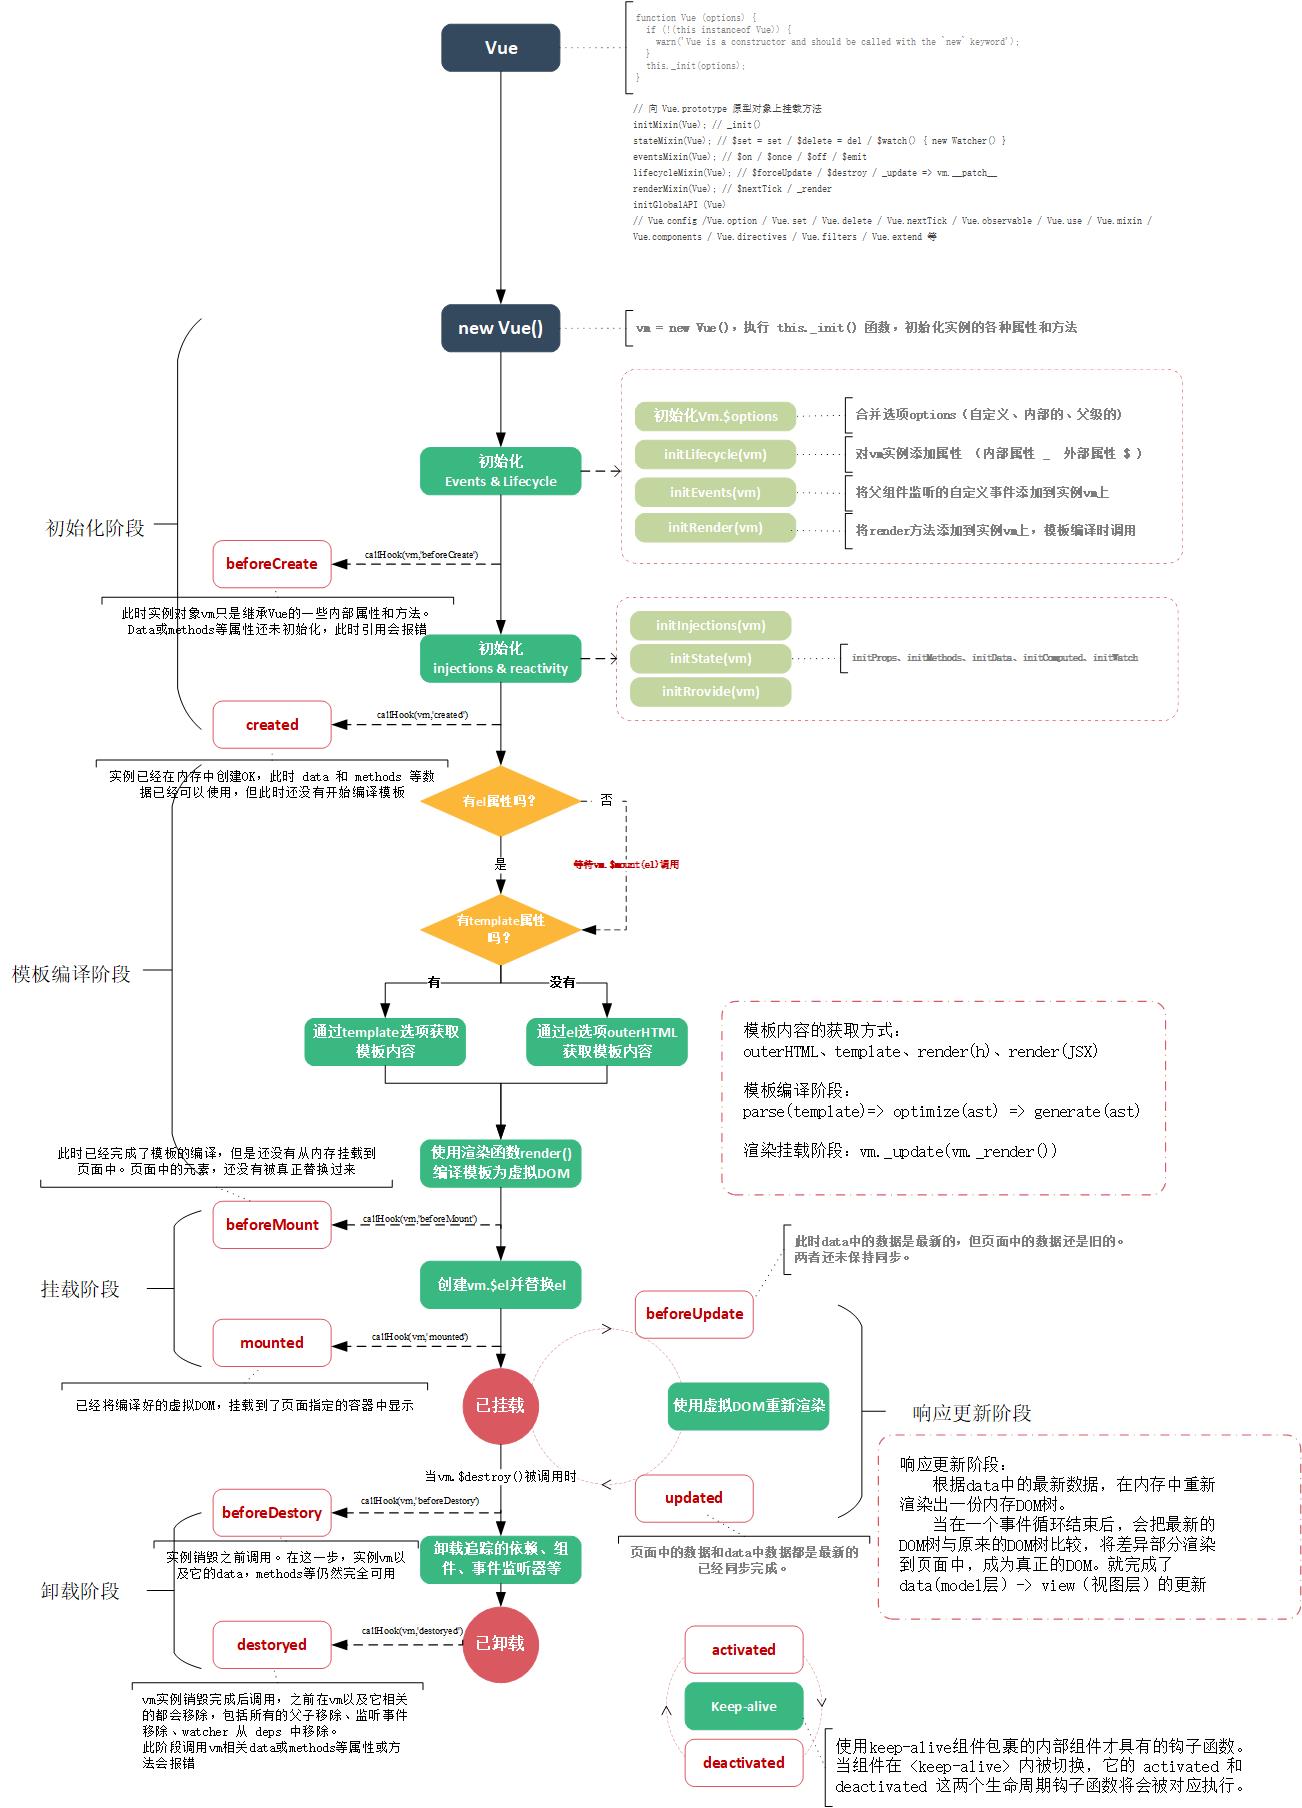 Vue
function Vue (options) {
if (!(this instanceof Vue)) {
warn('Vue is a constructor and should be called with the `new` keyword');
}
this._init(options);
}
// 向 Vue.prototype 原型对象上挂载方法
initMixin(Vue); // _init()
stateMixin(Vue); // $set = set / $delete = del / $watch() { new Watcher() }
eventsMixin(Vue); // $on / $once / $off / $emit
lifecycleMixin(Vue); // $forceUpdate / $destroy / _update => vm.__patch__
renderMixin(Vue); // $nextTick / _render
initGlobalAPI (Vue)
// Vue.config /Vue.option / Vue.set / Vue.delete / Vue.nextTick / Vue.observable / Vue.use / Vue.mixin /
Vue.components / Vue.directives / Vue.filters / Vue.extend 等
new Vue()
vm = new Vue(), 执行 this._init() 函数，初始化实例的各种属性和方法
初始化阶段
初始化
Events & Lifecycle
初始化Vm.$options
合并选项options（自定义、内部的、父级的)
initLifecycle(vm)
对vm实例添加属性 （内部属性 _ 外部属性 $ ）
initEvents(vm)
将父组件监听的自定义事件添加到实例vm上
initRender(vm)
将render方法添加到实例vm上，模板编译时调用
beforeCreate
callHook(vm,'beforeCreate')
此时实例对象vm只是继承Vue的一些内部属性和方法。
Data或methods等属性还未初始化，此时引用会报错
初始化
injections & reactivity
initInjections(vm)
initState(vm)
initProps、initMethods、initData、initComputed、initWatch
initRrovide(vm)
created
callHook(vm,'created')
实例已经在内存中创建OK，此时 data 和 methods 等数
据已经可以使用，但此时还没有开始编译模板
有el属性吗?
否
是
等待vm.$mount(el)调用
有template属性
吗?
模板编译阶段
有
没有
通过template选项获取
模板内容
通过el选项outerHTML
获取模板内容
模板内容的获取方式：
outerHTML、template、render(h)、render(JSX)
模板编译阶段：
parse(template)=> optimize(ast) => generate(ast)
渲染挂载阶段：vm._update(vm._render())
使用渲染函数render()
编译模板为虚拟DOM
此时已经完成了模板的编译，但是还没有从内存挂载到
页面中。页面中的元素，还没有被真正替换过来
beforeMount
callHook(vm,'beforeMount')
挂载阶段
创建vm.$el并替换el
mounted
callHook(vm,'mounted')
已经将编译好的虚拟DOM，挂载到了页面指定的容器中显示
已挂载
此时data中的数据是最新的，但页面中的数据还是旧的。
两者还未保持同步。
beforeUpdate
使用虚拟DOM重新渲染
updated
页面中的数据和data中数据都是最新的
已经同步完成。
响应更新阶段
响应更新阶段：
根据data中的最新数据，在内存中重新
渲染出一份内存DOM树。
当在一个事件循环结束后，会把最新的
DOM树与原来的DOM树比较，将差异部分渲染
到页面中，成为真正的DOM。就完成了
data(model层）-> view（视图层）的更新
当vm.$destroy()被调用时
beforeDestory
callHook(vm,'beforeDestory)
实例销毁之前调用。在这一步，实例vm以
及它的data，methods等仍然完全可用
卸载追踪的依赖、组
件、事件监听器等
卸载阶段
destoryed
callHook(vm,'destoryed')
已卸载
vm实例销毁完成后调用，之前在vm以及它相关
的都会移除，包括所有的父子移除、监听事件
移除、watcher 从 deps 中移除。
此阶段调用vm相关data或methods等属性或方
法会报错
activated
Keep-alive
deactivated
使用keep-alive组件包裹的内部组件才具有的钩子函数。
当组件在 <keep-alive> 内被切换，它的 activated 和
deactivated 这两个生命周期钩子函数将会被对应执行。